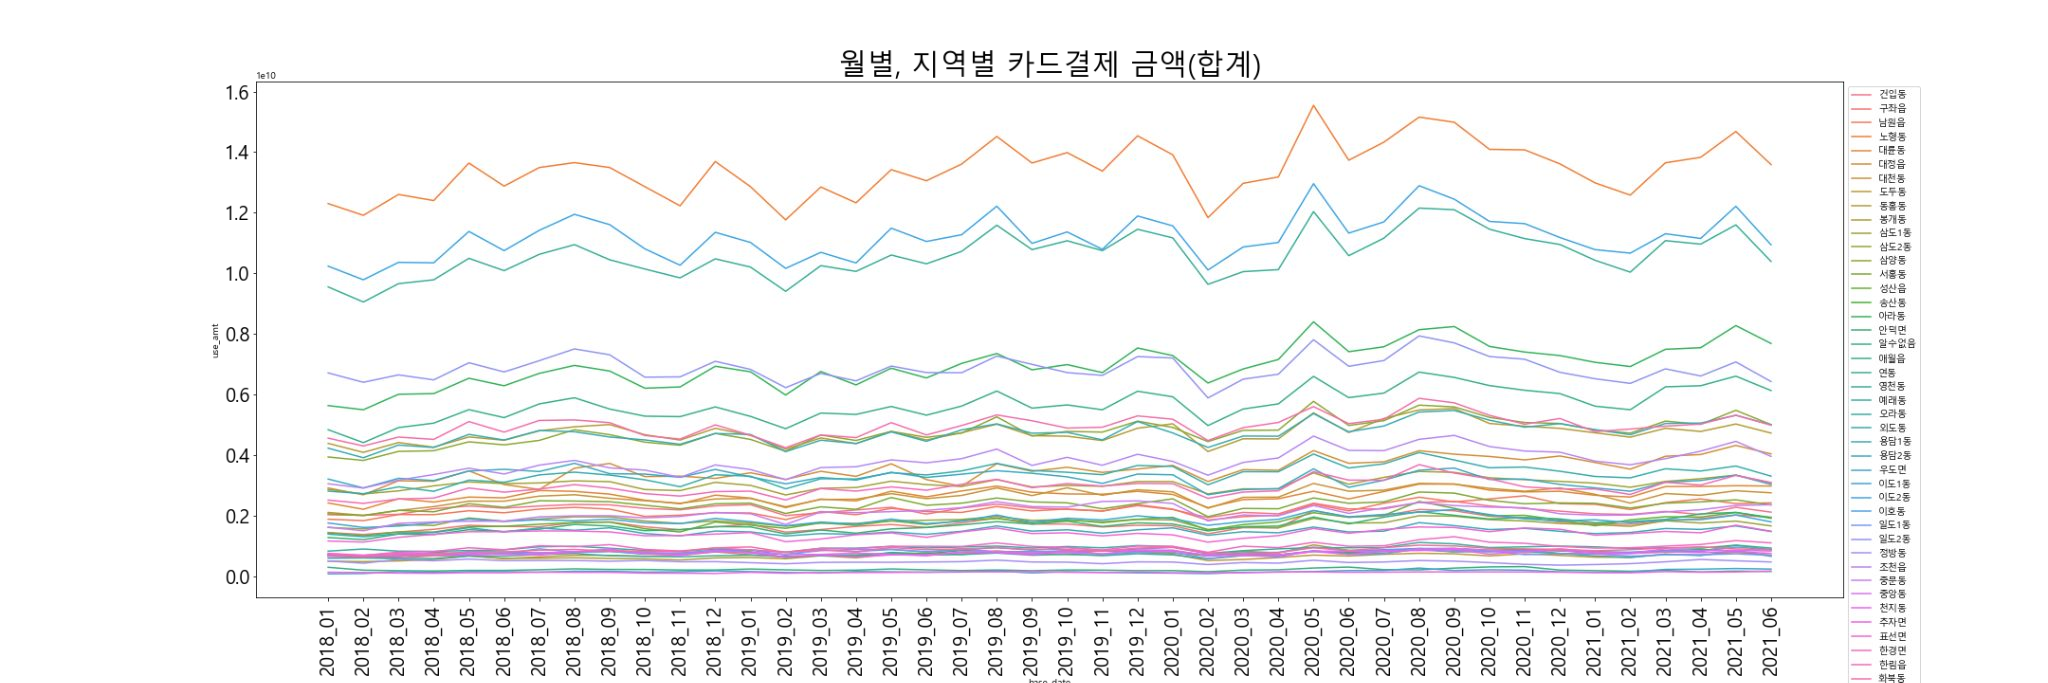 월별, 지역별 카드결제 금액(합계)
1e10
1.6
1.4
1.2
1.0
0.8
0.6
0.4
0.2
0.0
use_amt
2018_01
2018_02
2018_03
2018_04
2018_05
2018_06
2018_07
2018_08
2018_09
2018_10
2018_11
2018_12
2019_01
2019_02
2019_03
2019_04
2019_05
2019_06
2019_07
2019_08
2019_09
2019_10
2019_11
2019_12
2020_01
2020_02
2020_03
2020_04
2020_05
2020_06
2020_07
2020_08
2020_09
2020_10
2020_11
2020_12
2021_01
2021_02
2021_03
2021_04
2021_05
2021_06
base_date
건입동
구좌읍
남원읍
노형동
대륜동
대정읍
대천동
도두동
동홍동
봉개동
삼도1동
삼도2동
삼양동
서홍동
성산읍
송산동
아라동
안덕면
알수없음
애월읍
연동
영천동
예래동
오라동
외도동
용담1동
용담2동
우도면
이도1동
이도2동
이호동
일도1동
일도2동
정방동
조천읍
중문동
중앙동
천지동
추자면
표선면
한경면
한림읍
화북동